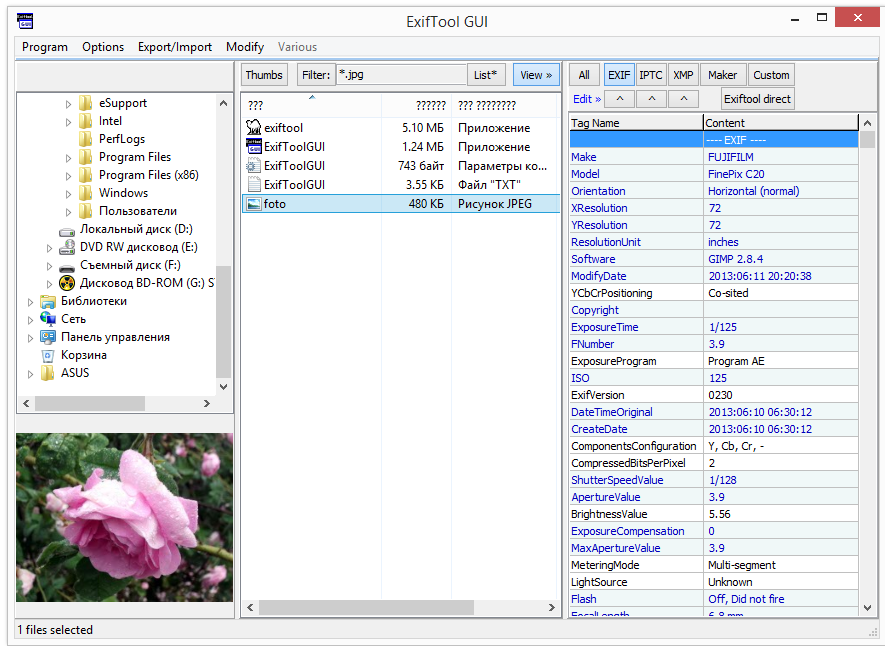 ExifTool GUI
Program Options Export/Import Modify Various
Thumbs Filter: *.jpg List* View »
All EXIF IPTC XMP Maker Custom
Edit » ^ ^ ^ Exiftool direct
eSupport
Intel
PerfLogs
Program Files
Program Files (x86)
Windows
Пользователи
Локальный диск (D:)
DVD RW дисковод (E:)
Съемный диск (F:)
Дисковод BD-ROM (G:) S
Библиотеки
Сеть
Панель управления
Корзина
ASUS
??? ?????? ??? ????????
exiftool 5.10 МБ Приложение
ExifToolGUI 1.24 МБ Приложение
ExifToolGUI 743 байт Параметры ко...
ExifToolGUI 3.55 КБ Файл "TXT"
foto 480 КБ Рисунок JPEG
Tag Name Content
---- EXIF ----
Make FUJIFILM
Model FinePix C20
Orientation Horizontal (normal)
XResolution 72
YResolution 72
ResolutionUnit inches
Software GIMP 2.8.4
ModifyDate 2013:06:11 20:20:38
YCbCrPositioning Co-sited
Copyright
ExposureTime 1/125
FNumber 3.9
ExposureProgram Program AE
ISO 125
ExifVersion 0230
DateTimeOriginal 2013:06:10 06:30:12
CreateDate 2013:06:10 06:30:12
ComponentsConfiguration Y, Cb, Cr, -
CompressedBitsPerPixel 2
ShutterSpeedValue 1/128
ApertureValue 3.9
BrightnessValue 5.56
ExposureCompensation 0
MaxApertureValue 3.9
MeteringMode Multi-segment
LightSource Unknown
Flash Off, Did not fire
FocalLength 6.8 mm
1 files selected